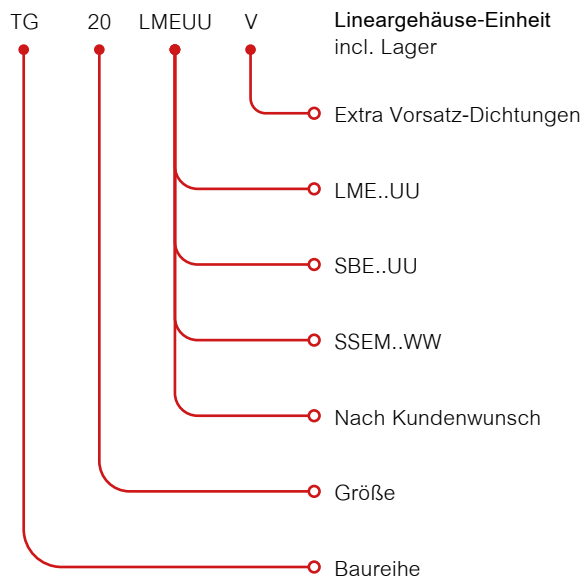 TG 20 LMEUU V Lineargehäuse-Einheit
incl. Lager
Extra Vorsatz-Dichtungen
LME..UU
SBE..UU
SSEM..WW
Nach Kundenwunsch
Größe
Baureihe